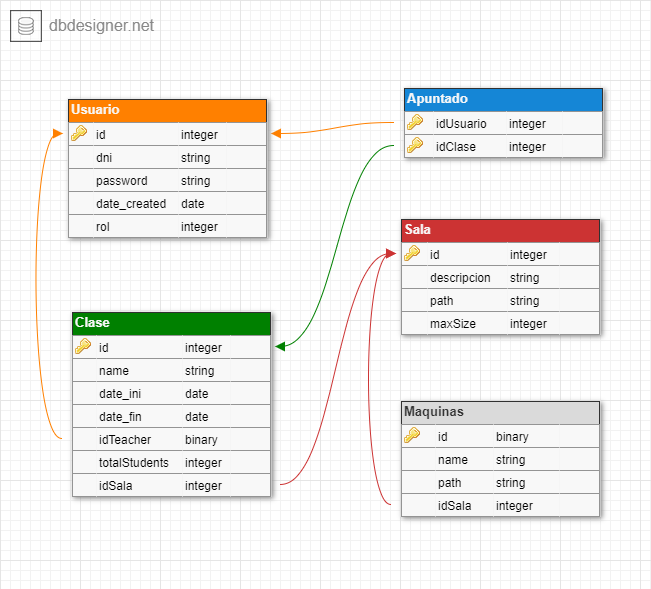 dbdesigner.net
Usuario
id integer
dni string
password string
date_created date
rol integer
Apuntado
idUsuario integer
idClase integer
Sala
id integer
descripcion string
path string
maxSize integer
Clase
id integer
name string
date_ini date
date_fin date
idTeacher binary
totalStudents integer
idSala integer
Maquinas
id binary
name string
path string
idSala integer